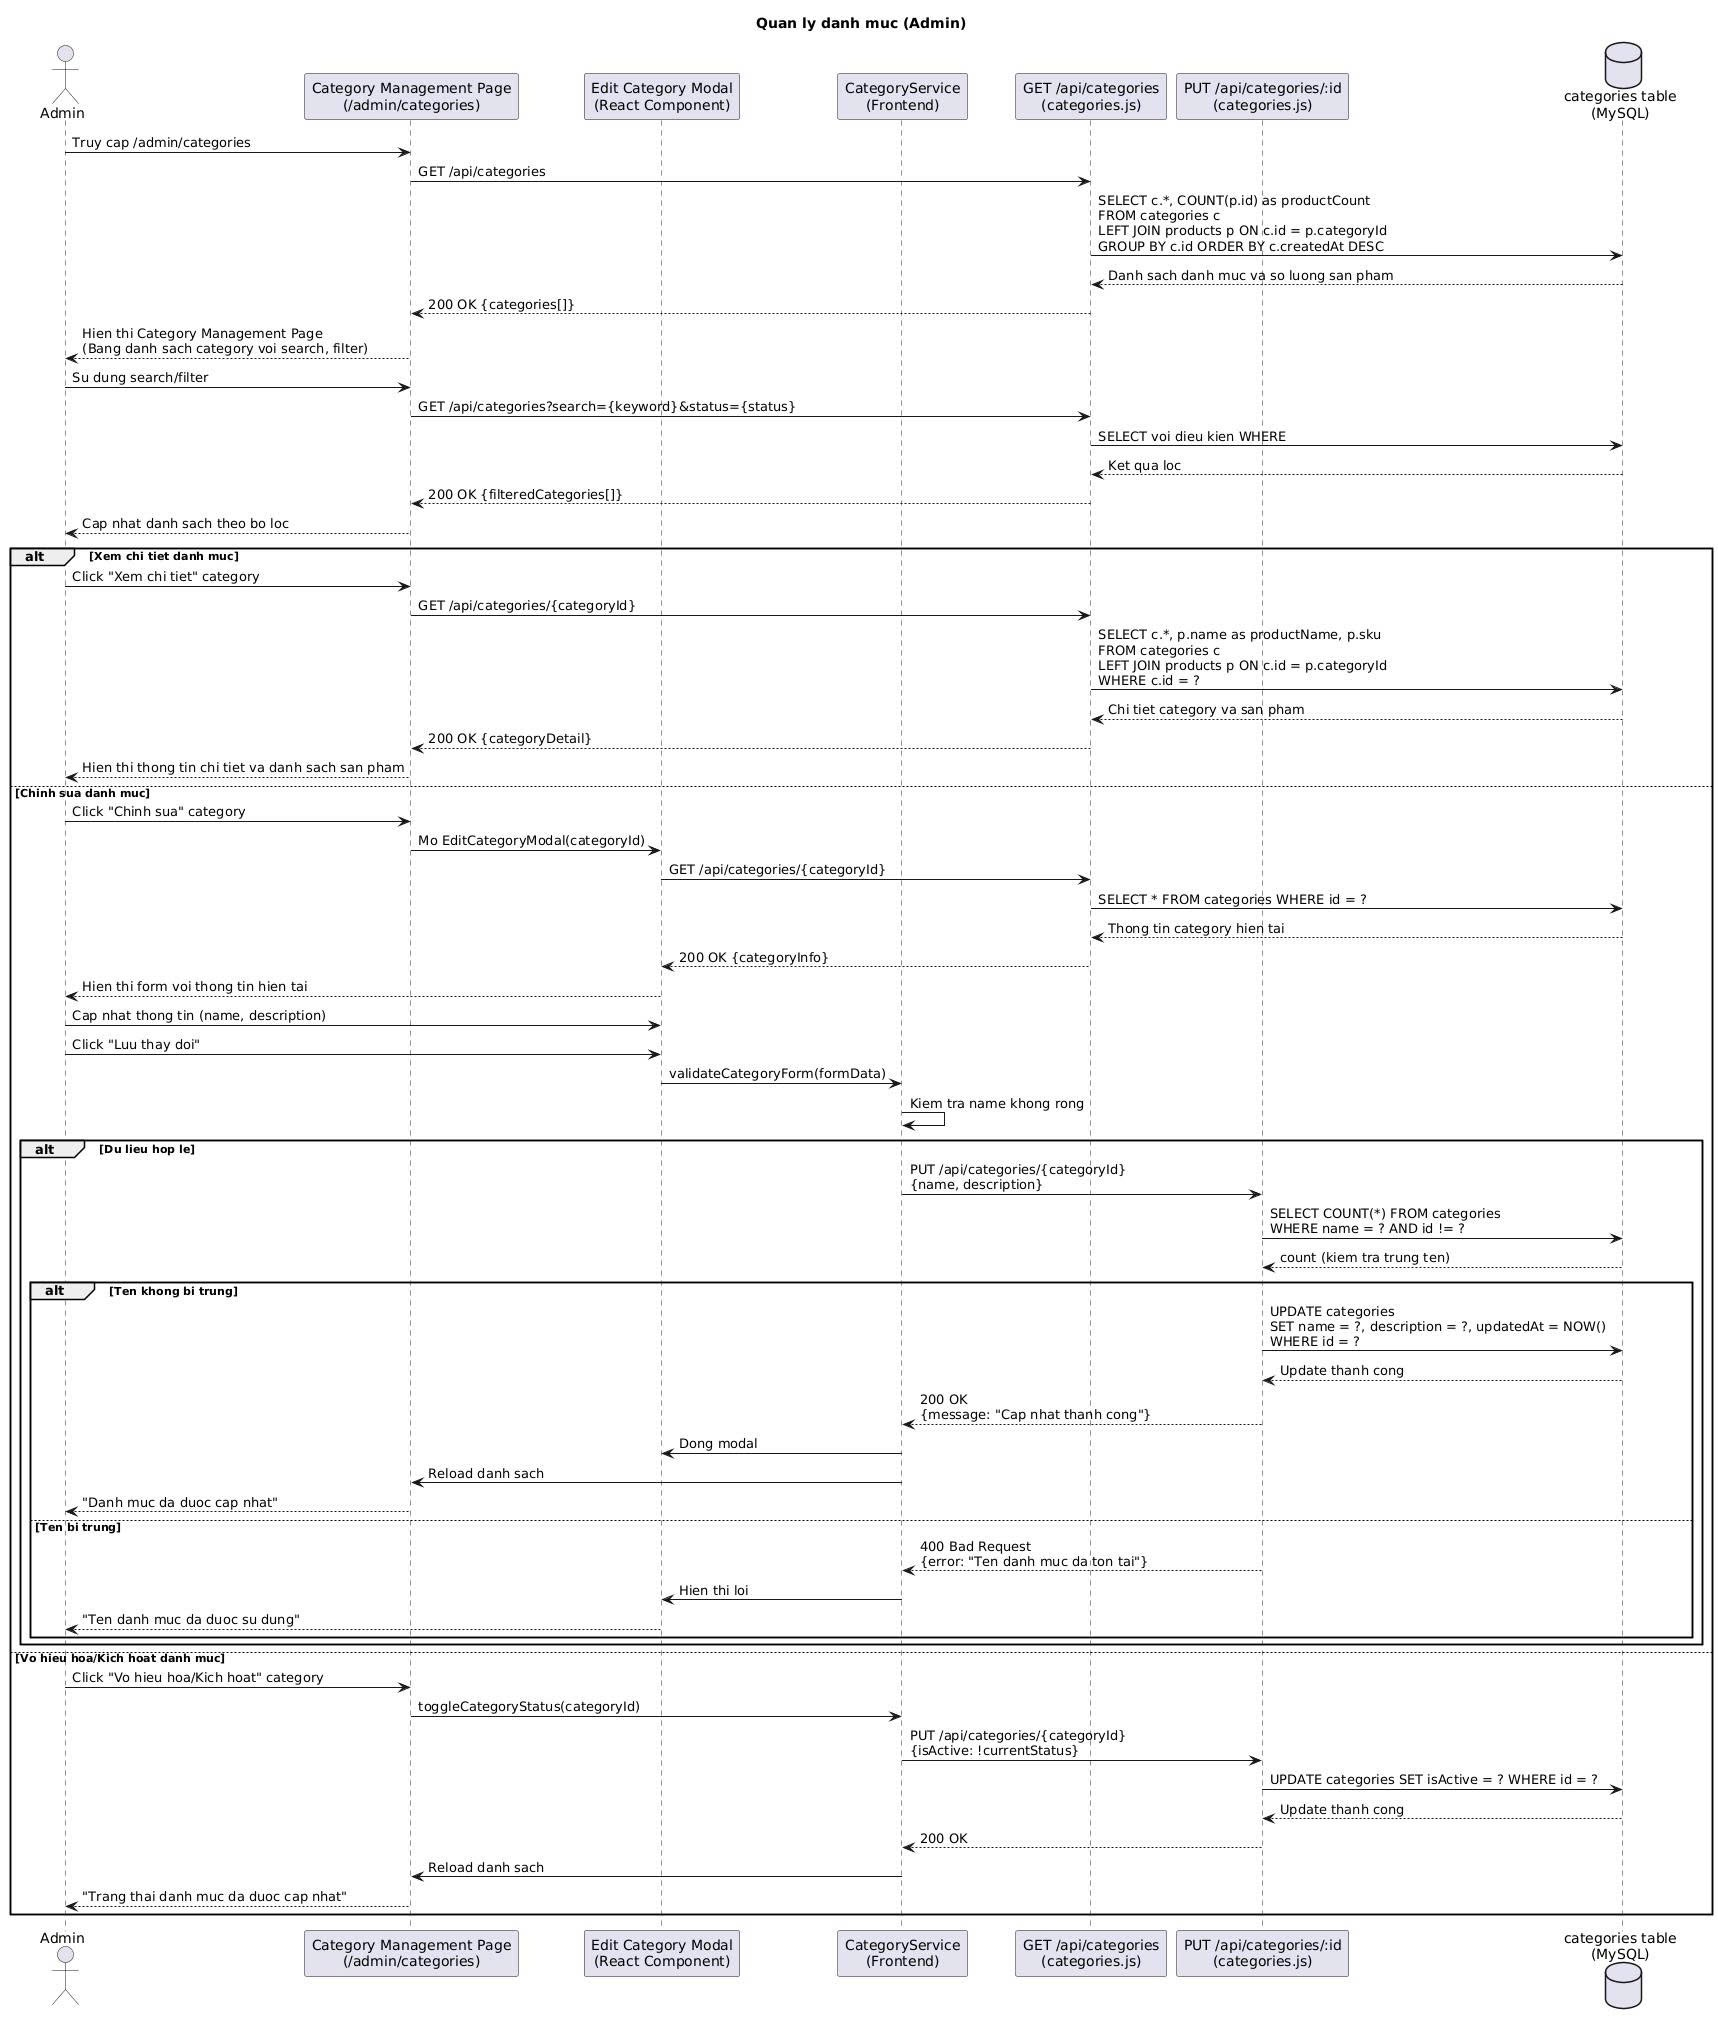 Quan ly danh muc (Admin)
Admin
Category Management Page
(/admin/categories)
Edit Category Modal
(React Component)
CategoryService
(Frontend)
GET /api/categories
(categories.js)
PUT /api/categories/:id
(categories.js)
categories table
(MySQL)
Truy cap /admin/categories
GET /api/categories
SELECT c.*, COUNT(p.id) as productCount
FROM categories c
LEFT JOIN products p ON c.id = p.categoryId
GROUP BY c.id ORDER BY c.createdAt DESC
Danh sach danh muc va so luong san pham
200 OK {categories[]}
Hien thi Category Management Page
(Bang danh sach category voi search, filter)
Su dung search/filter
GET /api/categories?search={keyword}&status={status}
SELECT voi dieu kien WHERE
Ket qua loc
200 OK {filteredCategories[]}
Cap nhat danh sach theo bo loc
alt [Xem chi tiet danh muc]
Click "Xem chi tiet" category
GET /api/categories/{categoryId}
SELECT c.*, p.name as productName, p.sku
FROM categories c
LEFT JOIN products p ON c.id = p.categoryId
WHERE c.id = ?
Chi tiet category va san pham
200 OK {categoryDetail}
Hien thi thong tin chi tiet va danh sach san pham
[Chinh sua danh muc]
Click "Chinh sua" category
Mo EditCategoryModal(categoryId)
GET /api/categories/{categoryId}
SELECT * FROM categories WHERE id = ?
Thong tin category hien tai
200 OK {categoryInfo}
Hien thi form voi thong tin hien tai
Cap nhat thong tin (name, description)
Click "Luu thay doi"
validateCategoryForm(formData)
Kiem tra name khong rong
alt [Du lieu hop le]
PUT /api/categories/{categoryId}
{name, description}
SELECT COUNT(*) FROM categories
WHERE name = ? AND id != ?
count (kiem tra trung ten)
alt [Ten khong bi trung]
UPDATE categories
SET name = ?, description = ?, updatedAt = NOW()
WHERE id = ?
Update thanh cong
200 OK
{message: "Cap nhat thanh cong"}
Dong modal
Reload danh sach
"Danh muc da duoc cap nhat"
[Ten bi trung]
400 Bad Request
{error: "Ten danh muc da ton tai"}
Hien thi loi
"Ten danh muc da duoc su dung"
[Vo hieu hoa/Kich hoat danh muc]
Click "Vo hieu hoa/Kich hoat" category
toggleCategoryStatus(categoryId)
PUT /api/categories/{categoryId}
{isActive: !currentStatus}
UPDATE categories SET isActive = ? WHERE id = ?
Update thanh cong
200 OK
Reload danh sach
"Trang thai danh muc da duoc cap nhat"
Admin
Category Management Page
(/admin/categories)
Edit Category Modal
(React Component)
CategoryService
(Frontend)
GET /api/categories
(categories.js)
PUT /api/categories/:id
(categories.js)
categories table
(MySQL)